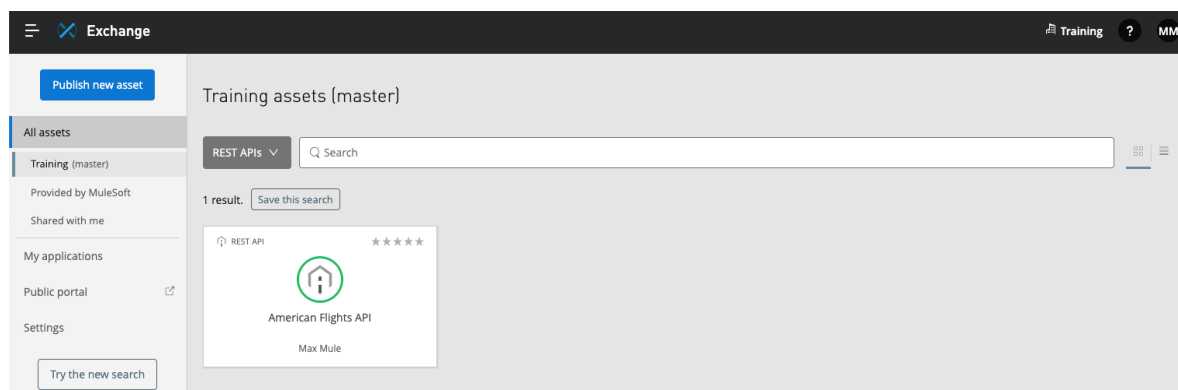 Exchange
Training
?
MM
Publish new asset
All assets
Training (master)
Provided by MuleSoft
Shared with me
My applications
Public portal
Settings
Try the new search
Training assets (master)
REST APIs
Search
1 result.
Save this search
REST API
American Flights API
Max Mule